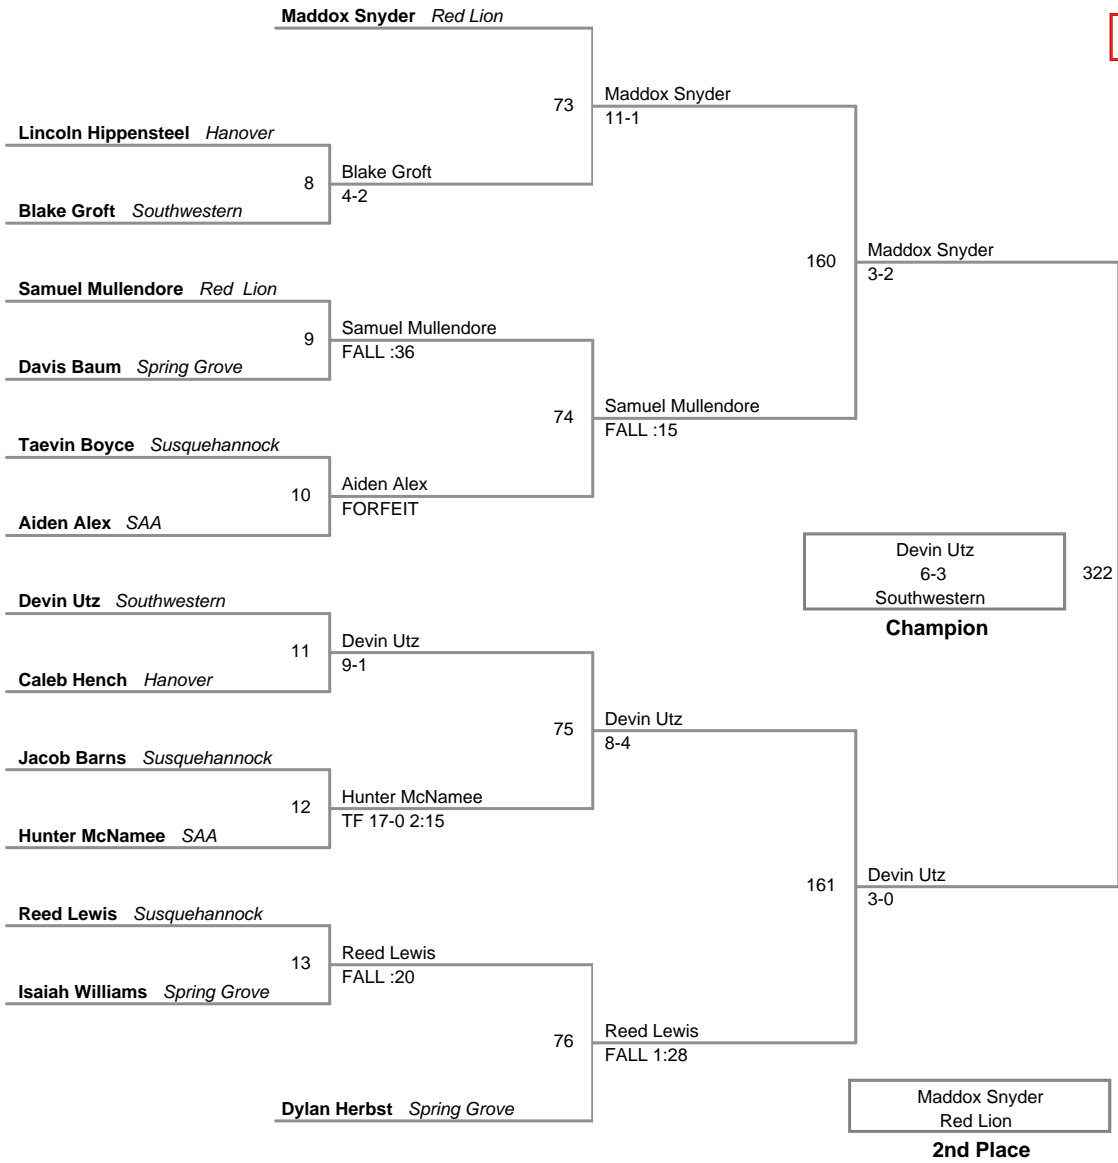 Maddox Snyder Red Lion
73
Maddox Snyder
11-1
Lincoln Hippensteel Hanover
8
Blake Groft
4-2
Blake Groft Southwestern
160
Maddox Snyder
3-2
Samuel Mullendore Red Lion
9
Samuel Mullendore
FALL :36
Davis Baum Spring Grove
74
Samuel Mullendore
FALL :15
Taevin Boyce Susquehannock
10
Aiden Alex
FORFEIT
Aiden Alex SAA
Devin Utz
6-3
Southwestern
322
Champion
Devin Utz Southwestern
11
Devin Utz
9-1
Caleb Hench Hanover
75
Devin Utz
8-4
Jacob Barns Susquehannock
12
Hunter McNamee
TF 17-0 2:15
Hunter McNamee SAA
161
Devin Utz
3-0
Reed Lewis Susquehannock
13
Reed Lewis
FALL :20
Isaiah Williams Spring Grove
76
Reed Lewis
FALL 1:28
Dylan Herbst Spring Grove
Maddox Snyder
Red Lion
2nd Place